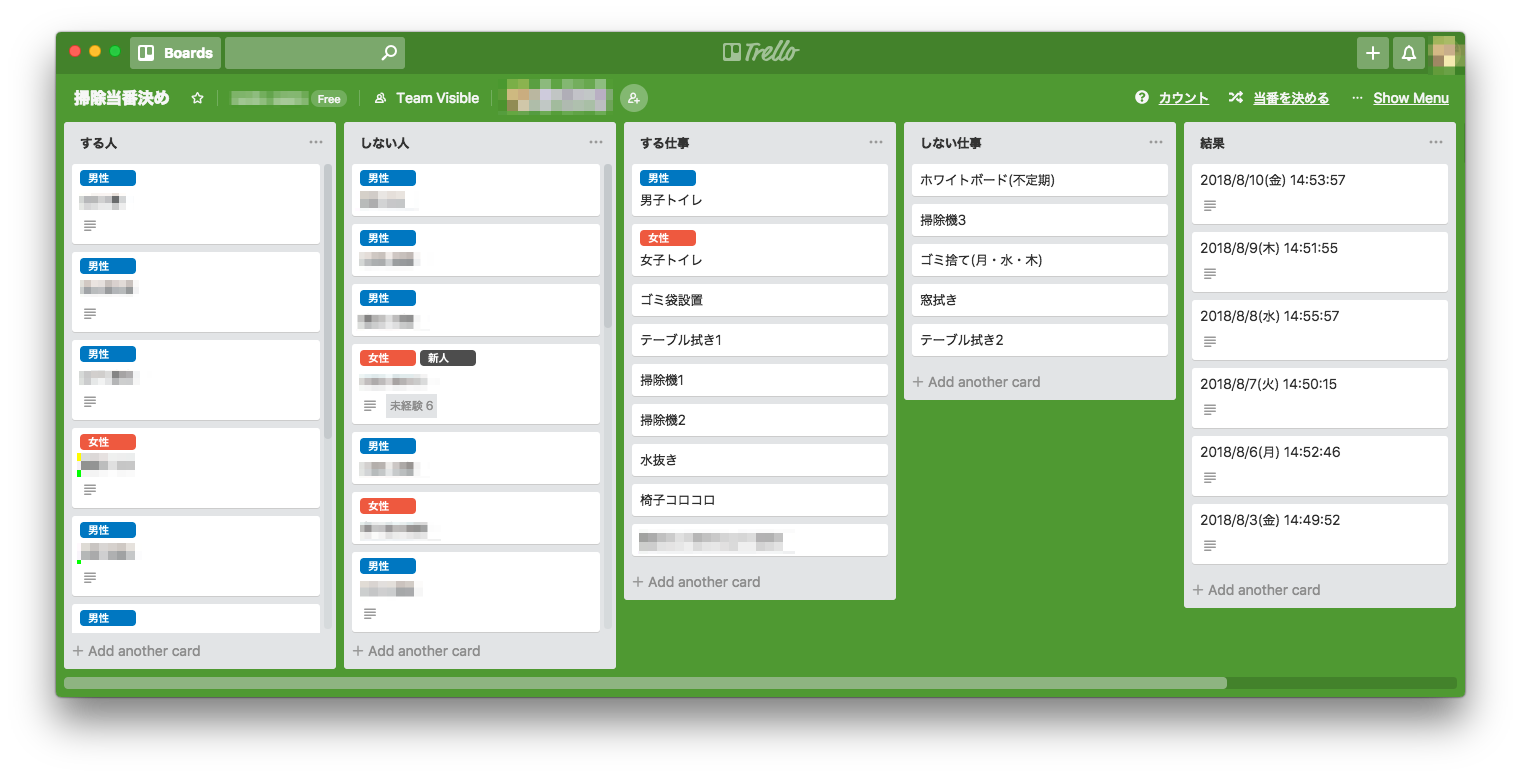 Boards
Trello
掃除当番決め
Free
Team Visible
カウント
当番を決める
Show Menu
する人
男性
男性
男性
女性
男性
男性
+ Add another card
しない人
男性
男性
男性
女性 新人
未経験 6
男性
女性
男性
+ Add another card
する仕事
男性
男子トイレ
女性
女子トイレ
ゴミ袋設置
テーブル拭き1
掃除機1
掃除機2
水抜き
椅子コロコロ
+ Add another card
しない仕事
ホワイトボード(不定期)
掃除機3
ゴミ捨て(月・水・木)
窓拭き
テーブル拭き2
+ Add another card
結果
2018/8/10(金) 14:53:57
2018/8/9(木) 14:51:55
2018/8/8(水) 14:55:57
2018/8/7(火) 14:50:15
2018/8/6(月) 14:52:46
2018/8/3(金) 14:49:52
+ Add another card